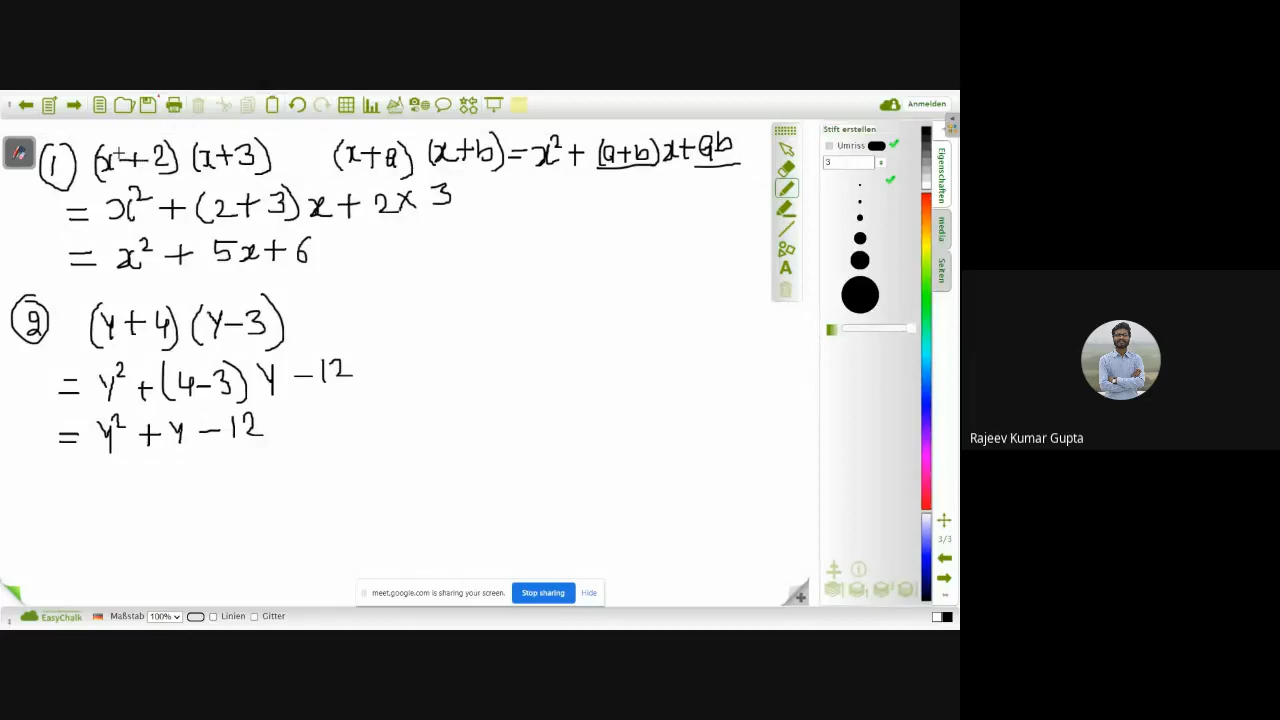 Anmelden
① (x+2) (x+3) (x+a) (x+b) = x² + (a+b)x + ab
= x² + (2+3)x + 2×3
= x² + 5x + 6
② (y+4) (y-3)
= y² + (4-3) y - 12
= y² + y - 12
Stift erstellen
Umriss
3
Eigenschaften
media
Seiten
3/3
meet.google.com is sharing your screen. Stop sharing Hide
EasyChalk Maßstab 100% Linien Gitter
Rajeev Kumar Gupta